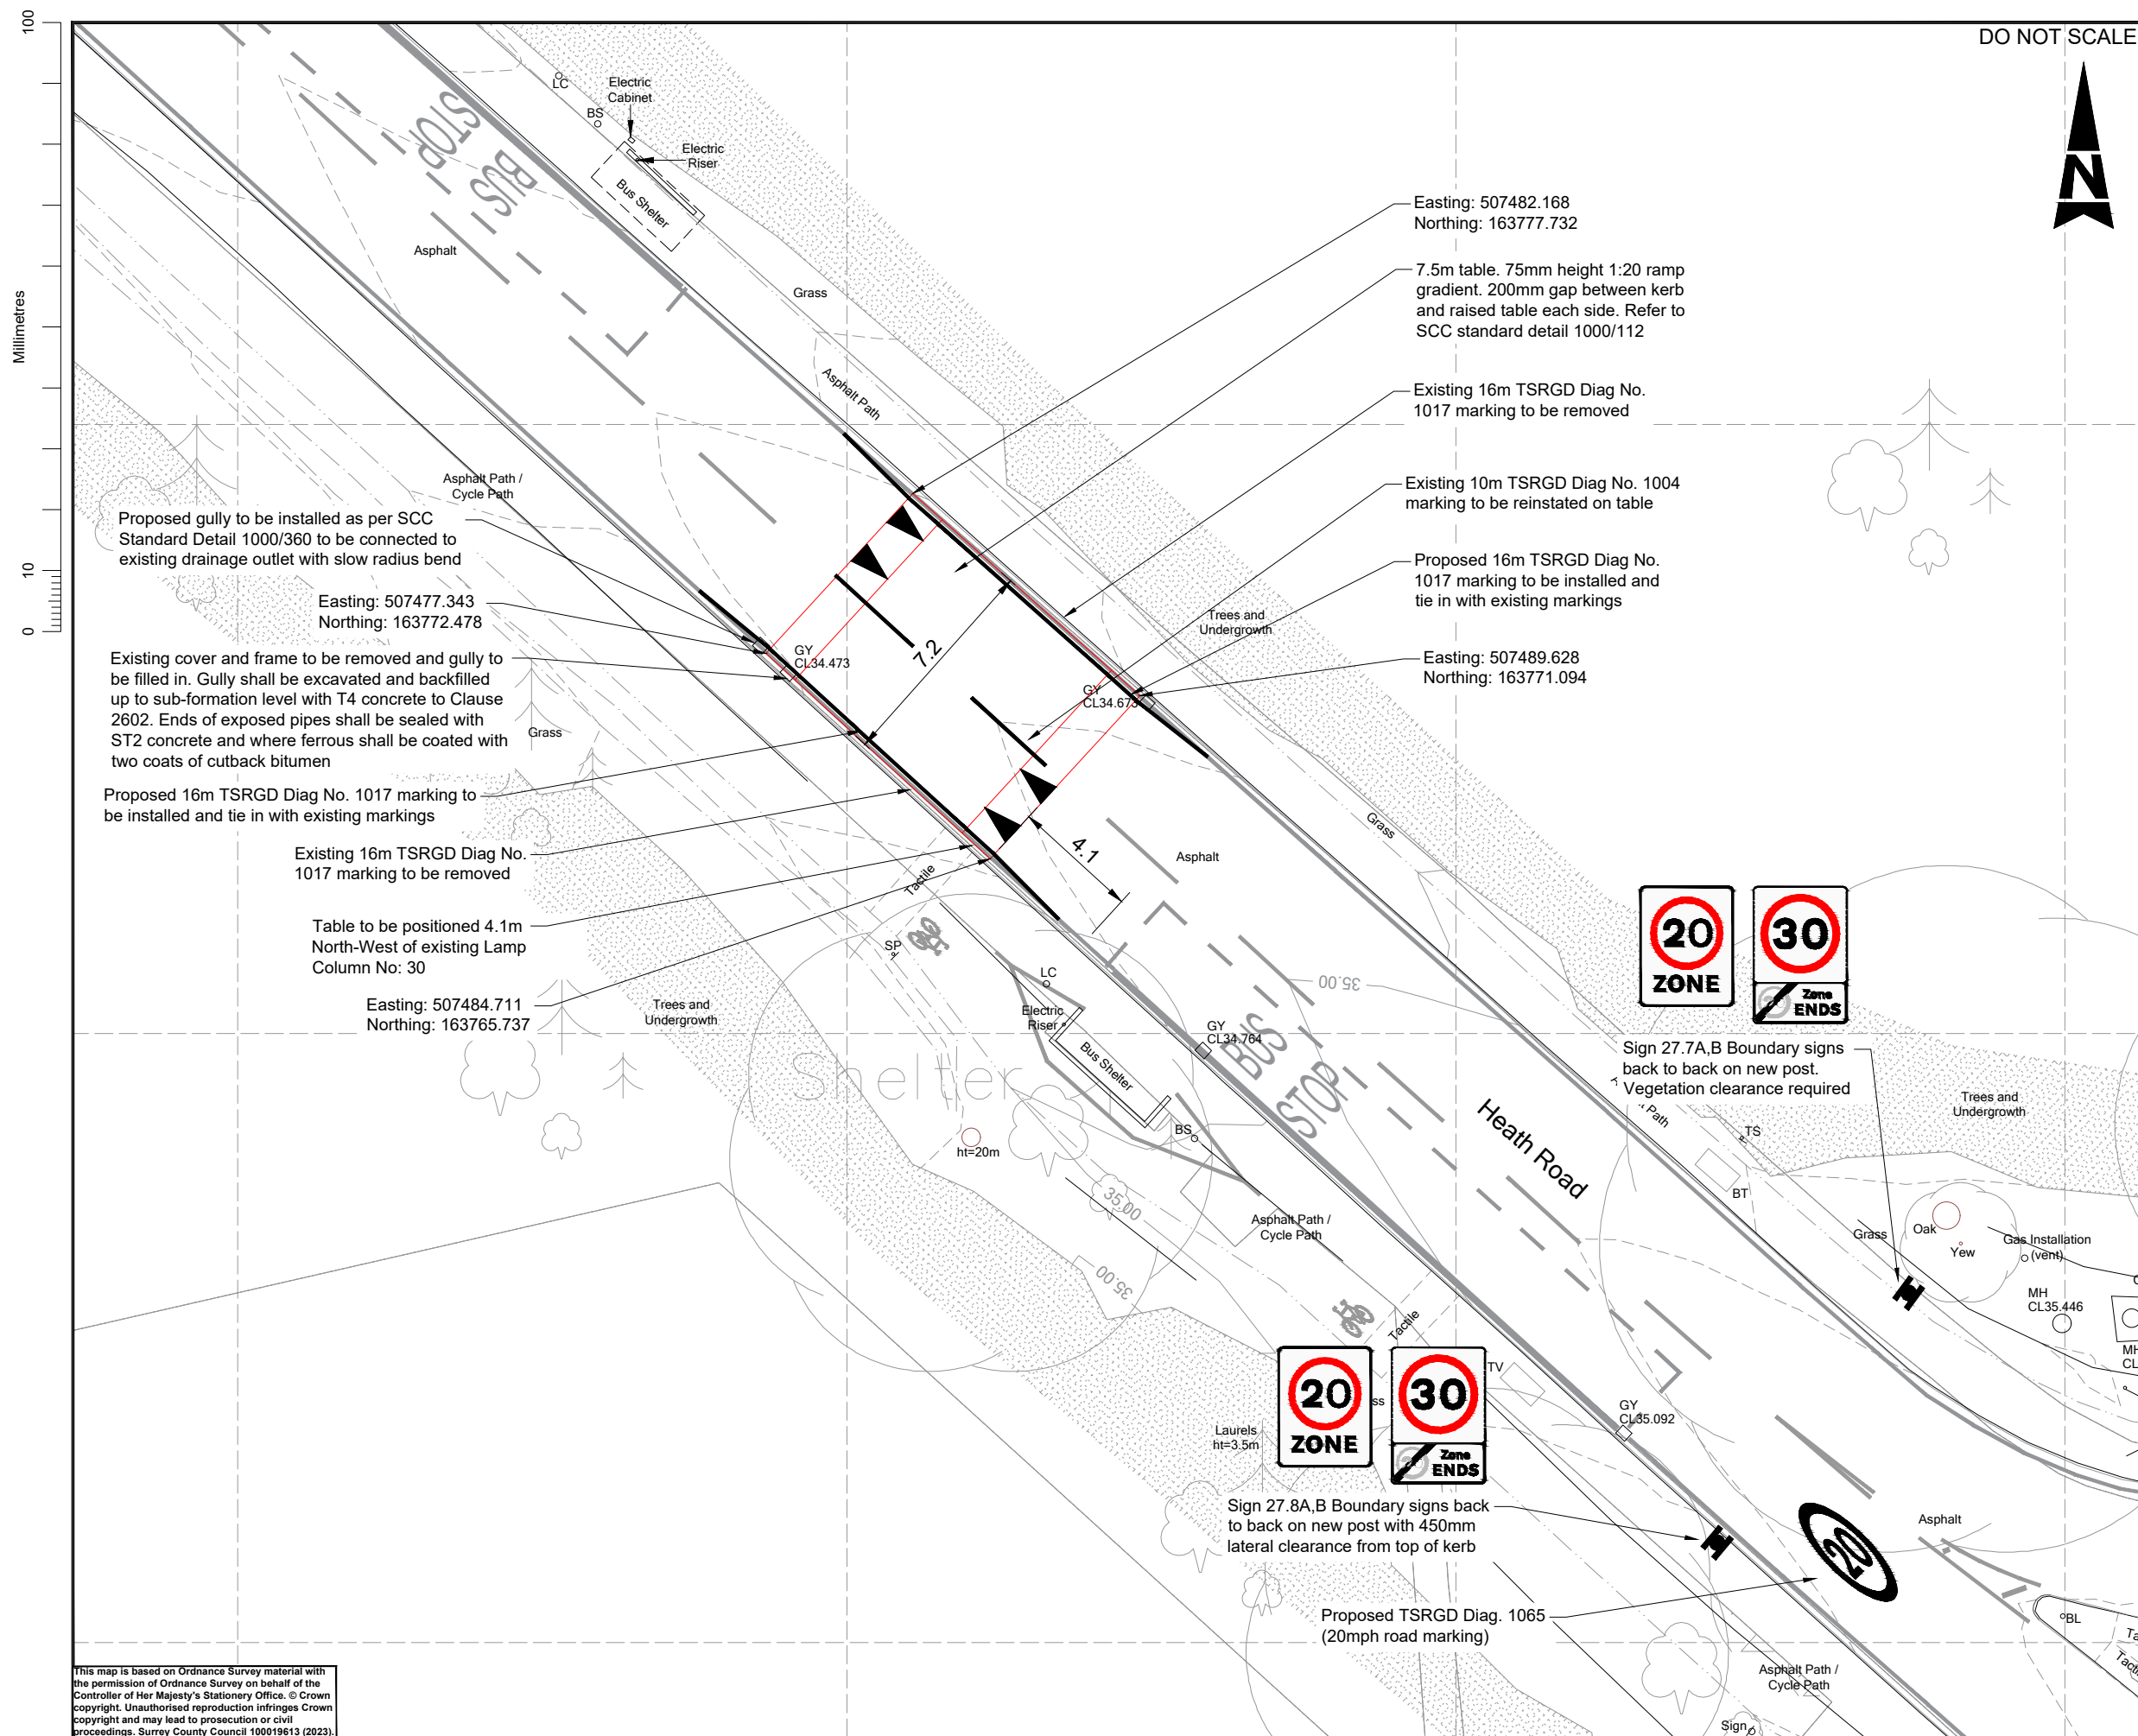 DO NOT SCALE
N
100
Millimetres
10
0
LC
Electric
Cabinet
BS
Electric
Riser
Bus Shelter
BUS
STOP
Asphalt
Grass
Asphalt Path
Easting: 507482.168
Northing: 163777.732
7.5m table. 75mm height 1:20 ramp
gradient. 200mm gap between kerb
and raised table each side. Refer to
SCC standard detail 1000/112
Existing 16m TSRGD Diag No.
1017 marking to be removed
Existing 10m TSRGD Diag No. 1004
marking to be reinstated on table
Proposed 16m TSRGD Diag No.
1017 marking to be installed and
tie in with existing markings
Trees and
Undergrowth
Easting: 507489.628
Northing: 163771.094
Asphalt Path /
Cycle Path
Proposed gully to be installed as per SCC
Standard Detail 1000/360 to be connected to
existing drainage outlet with slow radius bend
Easting: 507477.343
Northing: 163772.478
GY
CL34.473
7.2
GY
CL34.673
Existing cover and frame to be removed and gully to
be filled in. Gully shall be excavated and backfilled
up to sub-formation level with T4 concrete to Clause
2602. Ends of exposed pipes shall be sealed with
ST2 concrete and where ferrous shall be coated with
two coats of cutback bitumen
Grass
Proposed 16m TSRGD Diag No. 1017 marking to
be installed and tie in with existing markings
Existing 16m TSRGD Diag No.
1017 marking to be removed
Table to be positioned 4.1m
North-West of existing Lamp
Column No: 30
Easting: 507484.711
Northing: 163765.737
4.1
Asphalt
Grass
Tactile
SP
LC
Electric
Riser
Bus Shelter
Trees and
Undergrowth
Shelter
GY
CL34.764
BUS
STOP
35.00
BS
ht=20m
35.00
35.00
Asphalt Path /
Cycle Path
Heath Road
20
ZONE
30
Zone
ENDS
Sign 27.7A,B Boundary signs
back to back on new post.
Vegetation clearance required
Path
TS
BT
Trees and
Undergrowth
Grass
Oak
Yew
Gas Installation
(vent)
MH
CL35.446
MH
CL
Tactile
20
ZONE
30
Zone
ENDS
TV
Laurels
ht=3.5m
GY
CL35.092
Sign 27.8A,B Boundary signs back
to back on new post with 450mm
lateral clearance from top of kerb
20
Asphalt
Proposed TSRGD Diag. 1065
(20mph road marking)
BL
Asphalt Path /
Cycle Path
Sign
This map is based on Ordnance Survey material with
the permission of Ordnance Survey on behalf of the
Controller of Her Majesty's Stationery Office. © Crown
copyright. Unauthorised reproduction infringes Crown
copyright and may lead to prosecution or civil
proceedings. Surrey County Council 100019613 (2023).